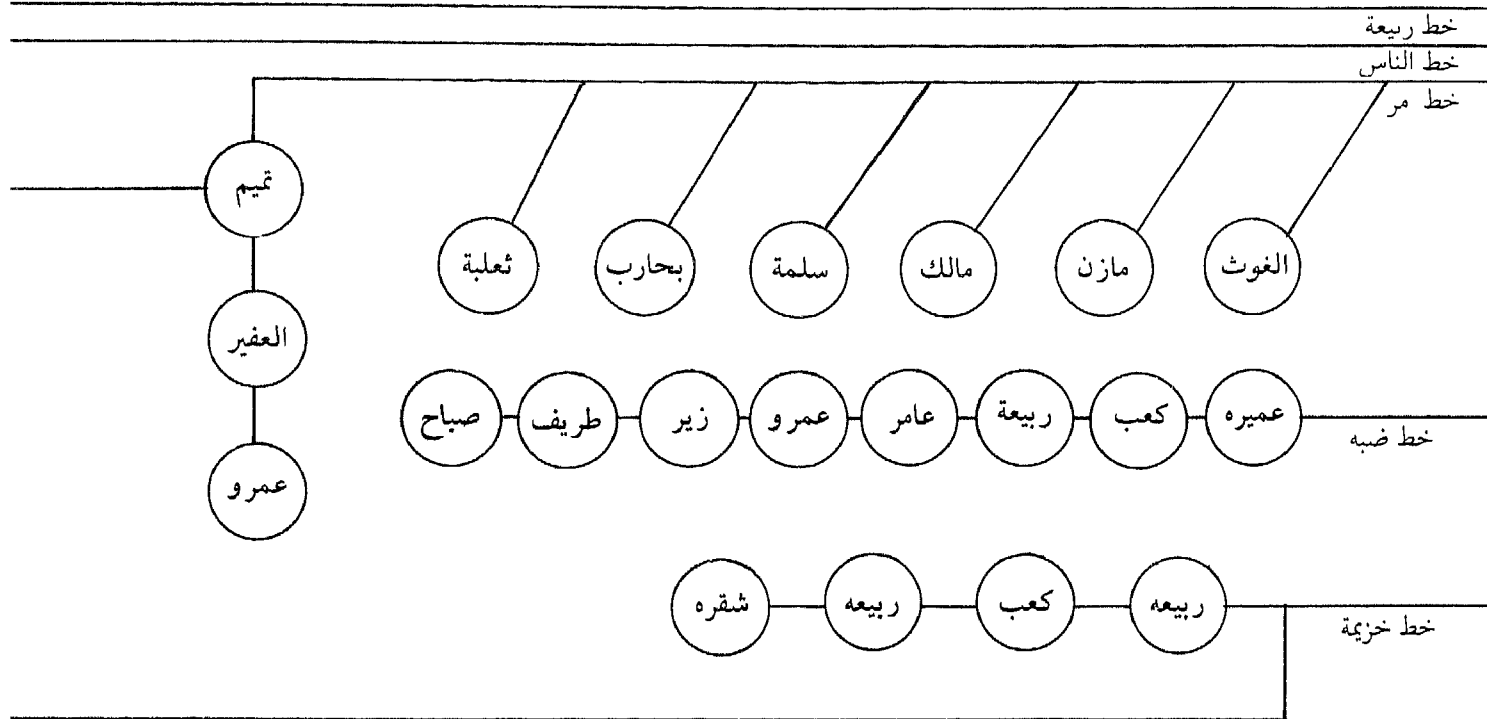 خط ربيعة
خط الناس
خط مر
تميم
الغوث
مازن
مالك
سلمة
بحارب
ثعلبة
العفير
خط ضبه
عميره
كعب
ربيعة
عامر
عمرو
زير
طريف
صباح
عمرو
خط خزيمة
ربيعه
كعب
ربيعه
شقره